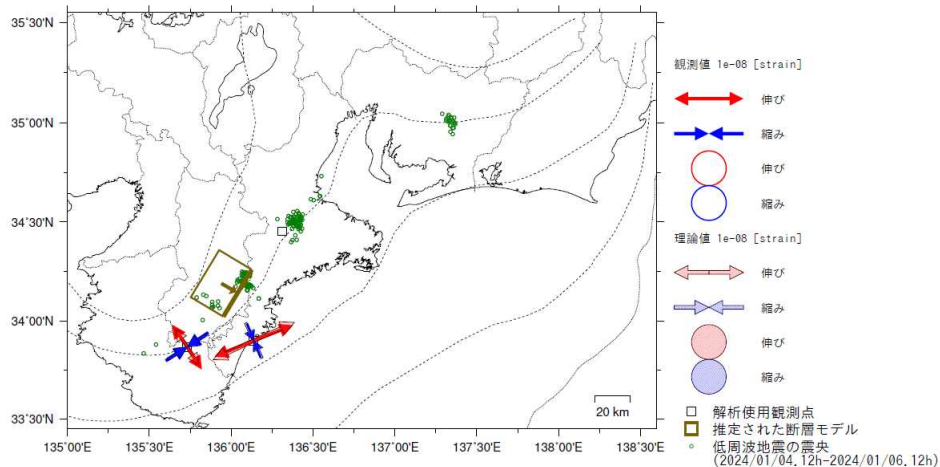 35°30'N
35°00'N
34°30'N
34°00'N
33°30'N
135°00'E
135°30'E
136°00'E
136°30'E
137°00'E
137°30'E
138°00'E
138°30'E
20 km
観測値 1e-08 [strain]
伸び
縮み
伸び
縮み
理論値 1e-08 [strain]
伸び
縮み
伸び
縮み
解析使用観測点
推定された断層モデル
低周波地震の震央
(2024/01/04.12h-2024/01/06.12h)